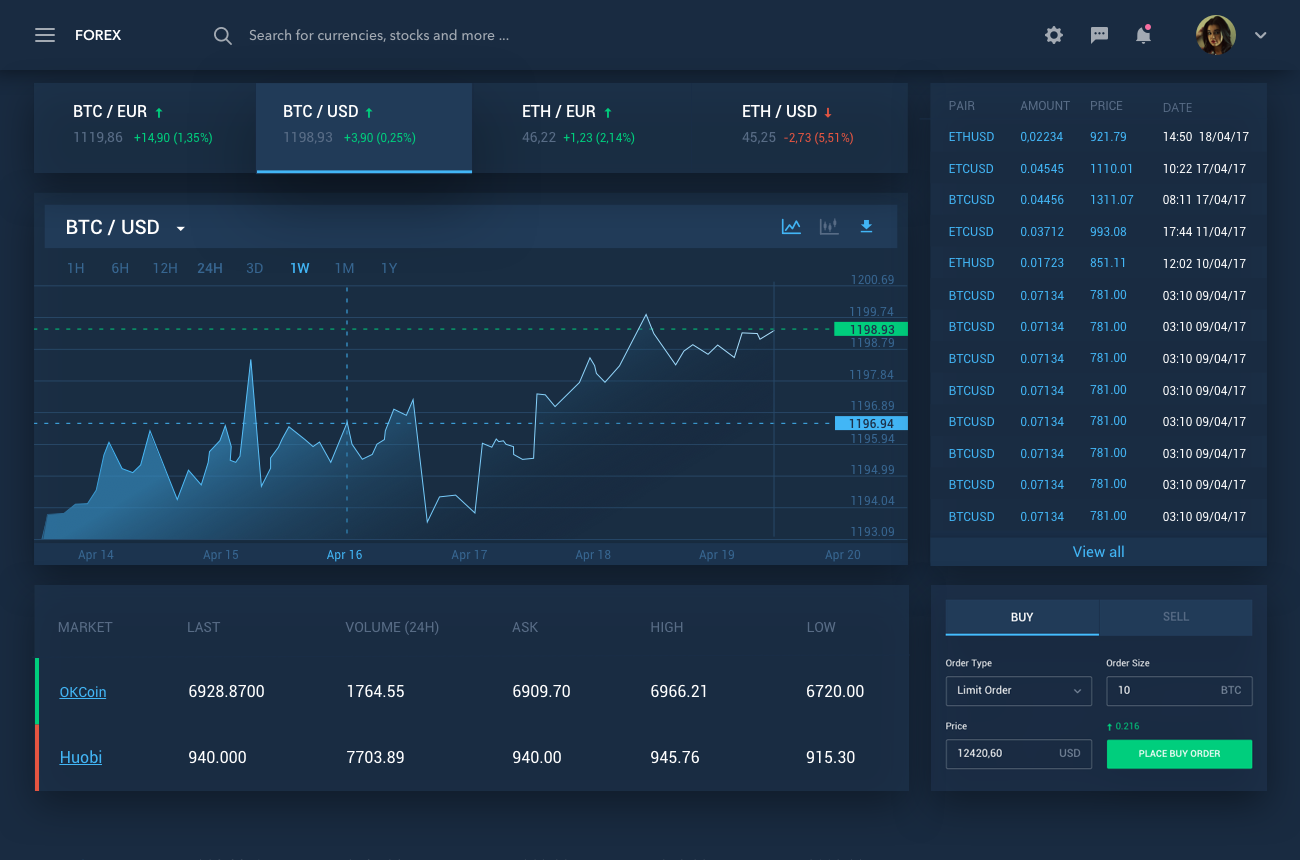 FOREX
Search for currencies, stocks and more ...
BTC / EUR ↑ BTC / USD ↑ ETH / EUR ↑ ETH / USD ↓
1119,86 +14,90 (1,35%) 1198,93 +3,90 (0,25%) 46,22 +1,23 (2,14%) 45,25 -2,73 (5,51%)
BTC / USD
1H 6H 12H 24H 3D 1W 1M 1Y
1200.69
1199.74
1198.93
1198.79
1197.84
1196.89
1196.94
1195.94
1194.99
1194.04
1193.09
Apr 14 Apr 15 Apr 16 Apr 17 Apr 18 Apr 19 Apr 20
PAIR AMOUNT PRICE DATE
ETHUSD 0,02234 921.79 14:50 18/04/17
ETCUSD 0.04545 1110.01 10:22 17/04/17
BTCUSD 0.04456 1311.07 08:11 17/04/17
ETCUSD 0.03712 993.08 17:44 11/04/17
ETHUSD 0.01723 851.11 12:02 10/04/17
BTCUSD 0.07134 781.00 03:10 09/04/17
BTCUSD 0.07134 781.00 03:10 09/04/17
BTCUSD 0.07134 781.00 03:10 09/04/17
BTCUSD 0.07134 781.00 03:10 09/04/17
BTCUSD 0.07134 781.00 03:10 09/04/17
BTCUSD 0.07134 781.00 03:10 09/04/17
BTCUSD 0.07134 781.00 03:10 09/04/17
BTCUSD 0.07134 781.00 03:10 09/04/17
View all
MARKET LAST VOLUME (24H) ASK HIGH LOW
OKCoin 6928.8700 1764.55 6909.70 6966.21 6720.00
Huobi 940.000 7703.89 940.00 945.76 915.30
BUY SELL
Order Type Order Size
Limit Order 10 BTC
Price ↑ 0.216
12420,60 USD PLACE BUY ORDER